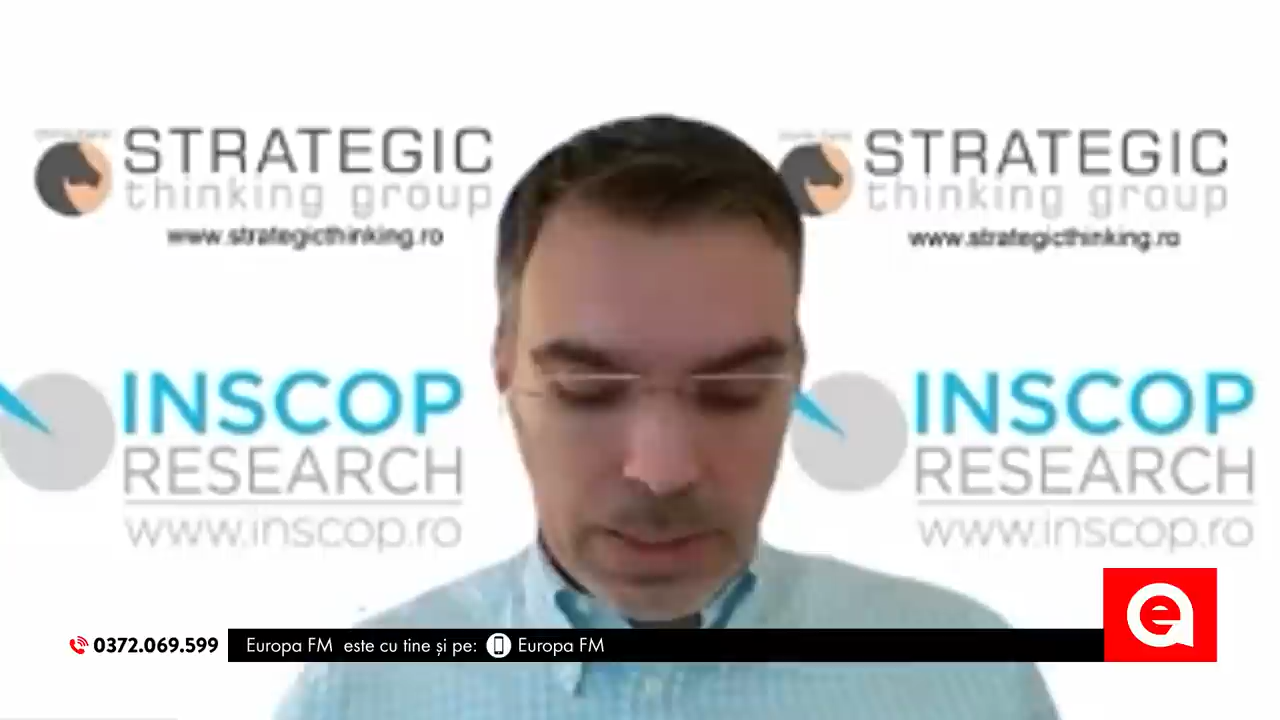 STRATEGIC
thinking group
www.strategicthinking.ro
STRATEGIC
thinking group
www.strategicthinking.ro
INSCOP
RESEARCH
www.inscop.ro
INSCOP
RESEARCH
www.inscop.ro
0372.069.599
Europa FM este cu tine și pe: Europa FM
e